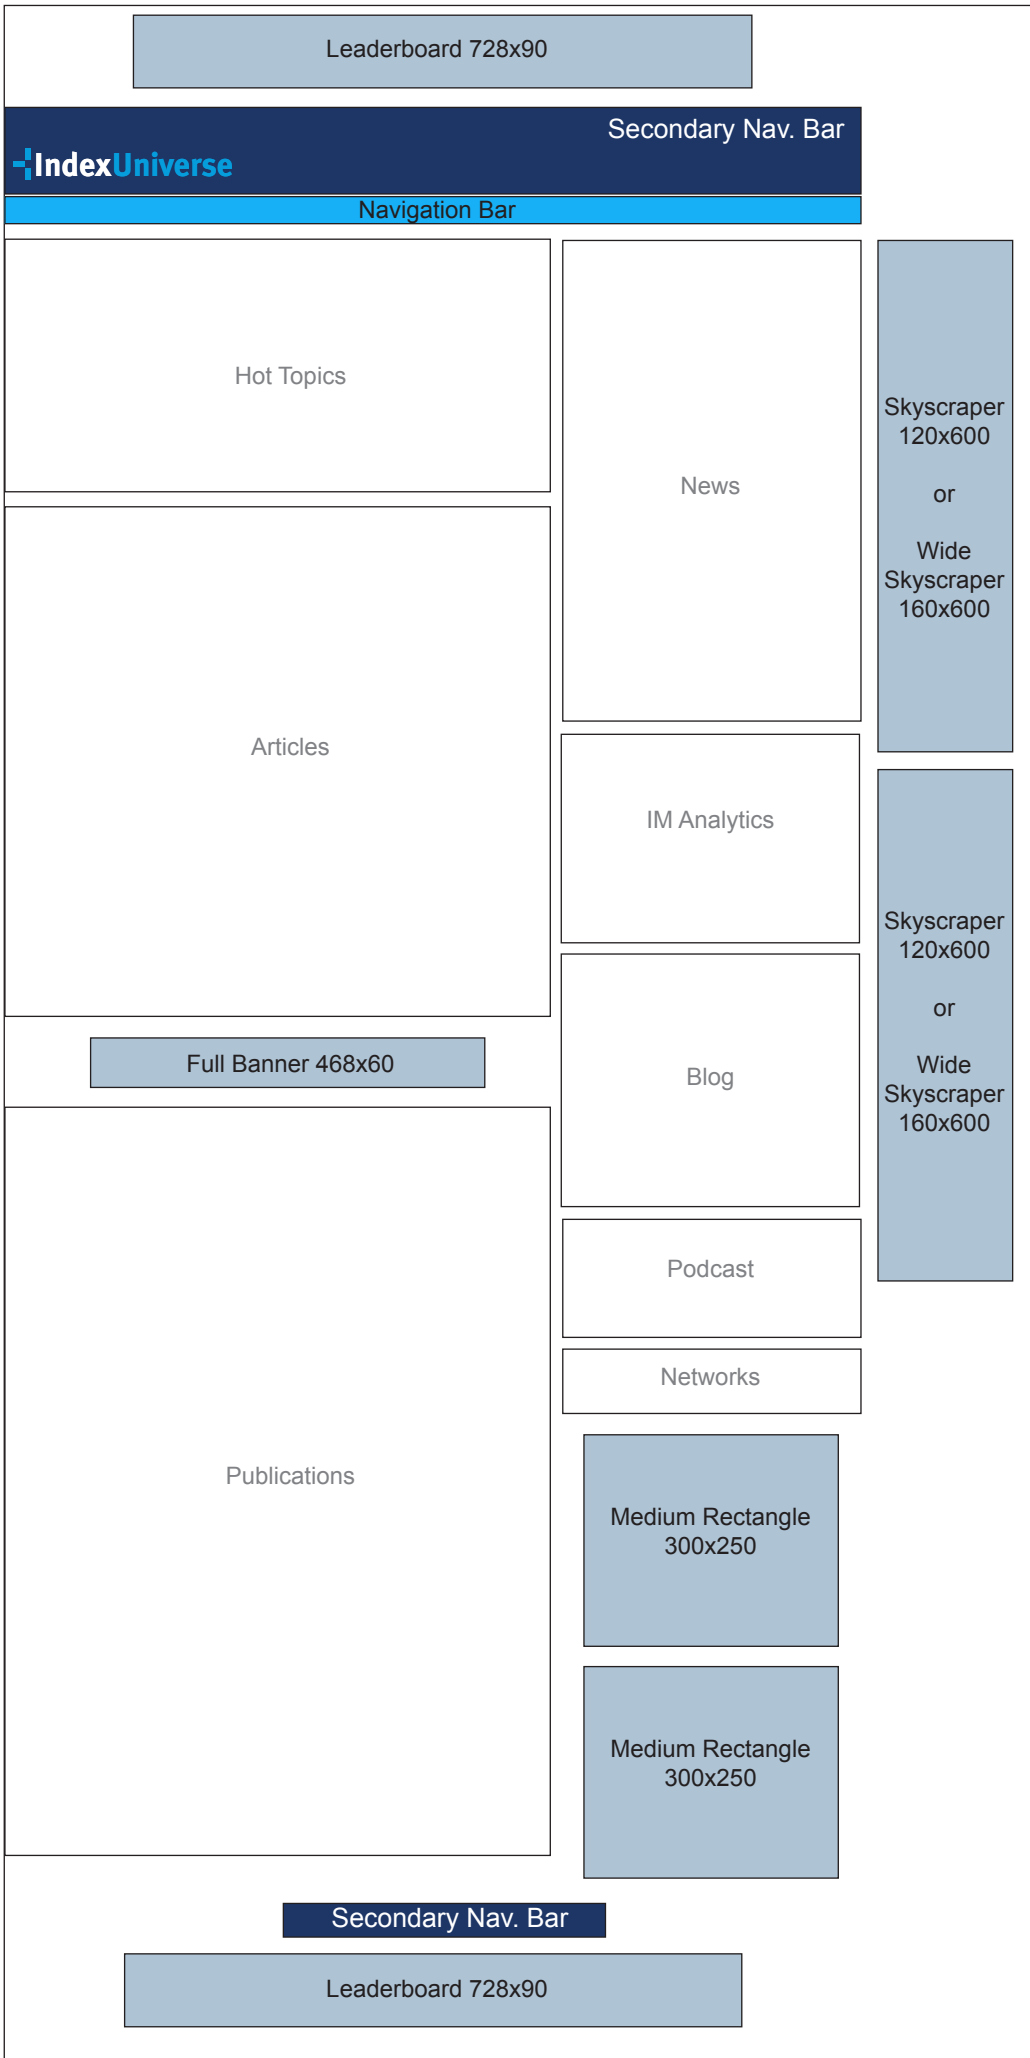 Leaderboard 728x90
Secondary Nav. Bar
IndexUniverse
Navigation Bar
Hot Topics
News
Skyscraper
120x600
or
Wide
Skyscraper
160x600
Articles
IM Analytics
Skyscraper
120x600
or
Wide
Skyscraper
160x600
Full Banner 468x60
Blog
Podcast
Networks
Publications
Medium Rectangle
300x250
Medium Rectangle
300x250
Secondary Nav. Bar
Leaderboard 728x90